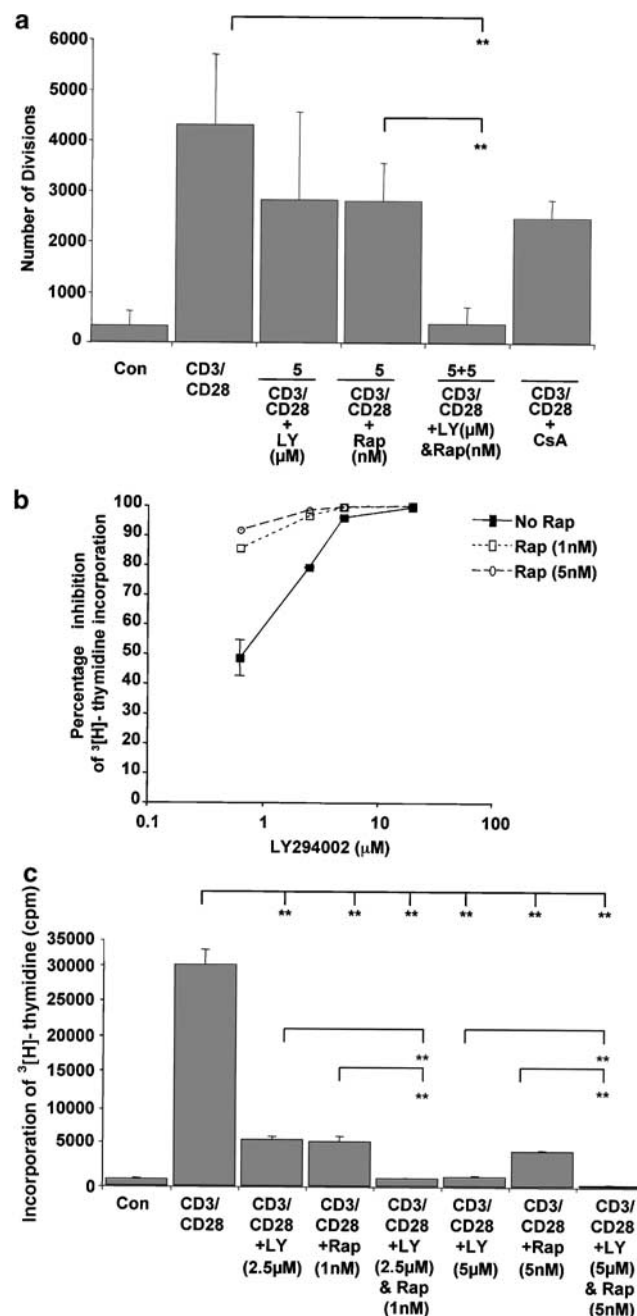 a
6000
5000
4000
3000
2000
1000
0
Number of Divisions
**
**
Con
CD3/
CD28
5
CD3/
CD28
+
LY
(µM)
5
CD3/
CD28
+
Rap
(nM)
5+5
CD3/
CD28
+LY(µM)
&Rap(nM)
CD3/
CD28
+
CsA
b
100
90
80
70
60
50
40
30
20
10
0
Percentage inhibition
of ³[H]- thymidine incorporation
No Rap
Rap (1nM)
Rap (5nM)
0.1 1 10 100
LY294002 (µM)
c
** ** ** ** ** **
35000
30000
25000
20000
15000
10000
5000
0
Incorporation of ³[H]- thymidine (cpm)
** **
** **
Con
CD3/
CD28
CD3/
CD28
+LY
(2.5µM)
CD3/
CD28
+Rap
(1nM)
CD3/
CD28
+LY
(2.5µM)
& Rap
(1nM)
CD3/
CD28
+LY
(5µM)
CD3/
CD28
+Rap
(5nM)
CD3/
CD28
+LY
(5µM)
& Rap
(5nM)